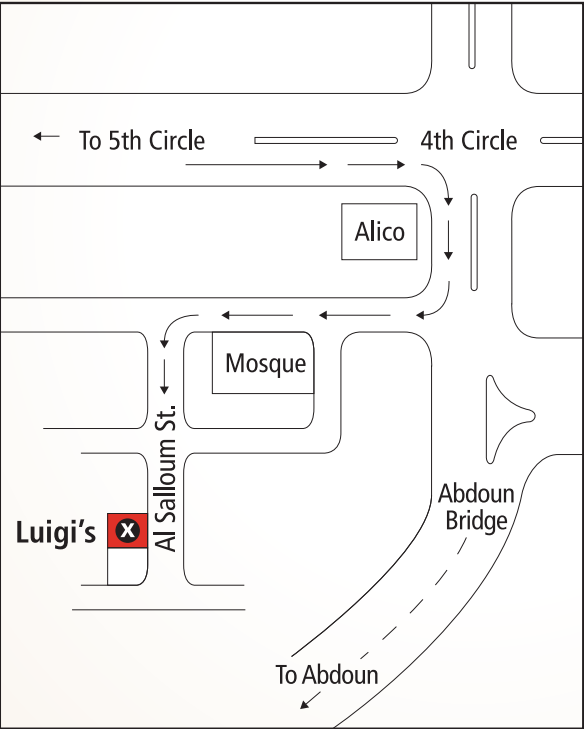 To 5th Circle
4th Circle
Alico
Mosque
Al Salloum St.
Luigi's
X
Abdoun
Bridge
To Abdoun